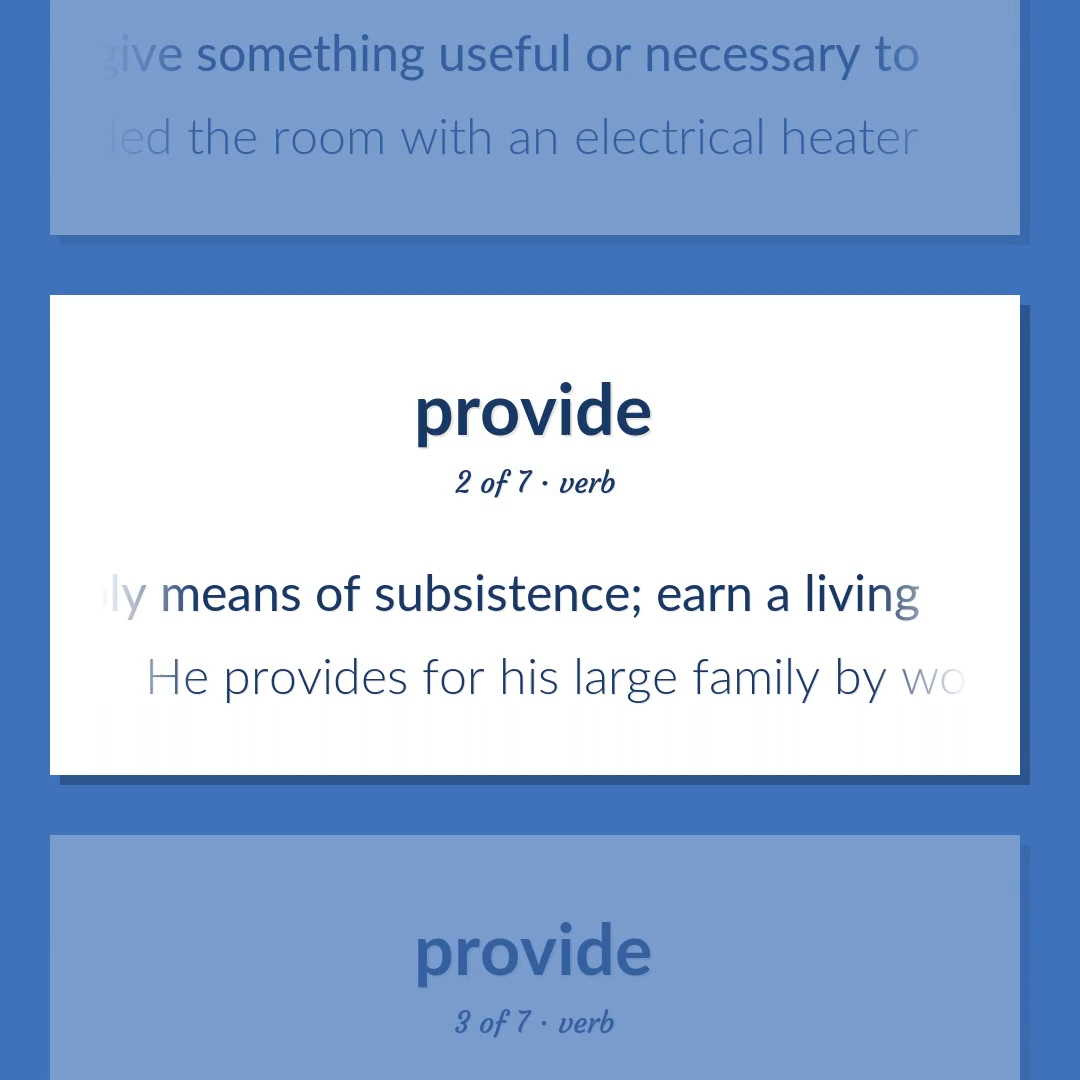 give something useful or necessary to
the room with an electrical heater
provide
2 of 7 · verb
means of subsistence; earn a living
He provides for his large family by
provide
3 of 7 · verb